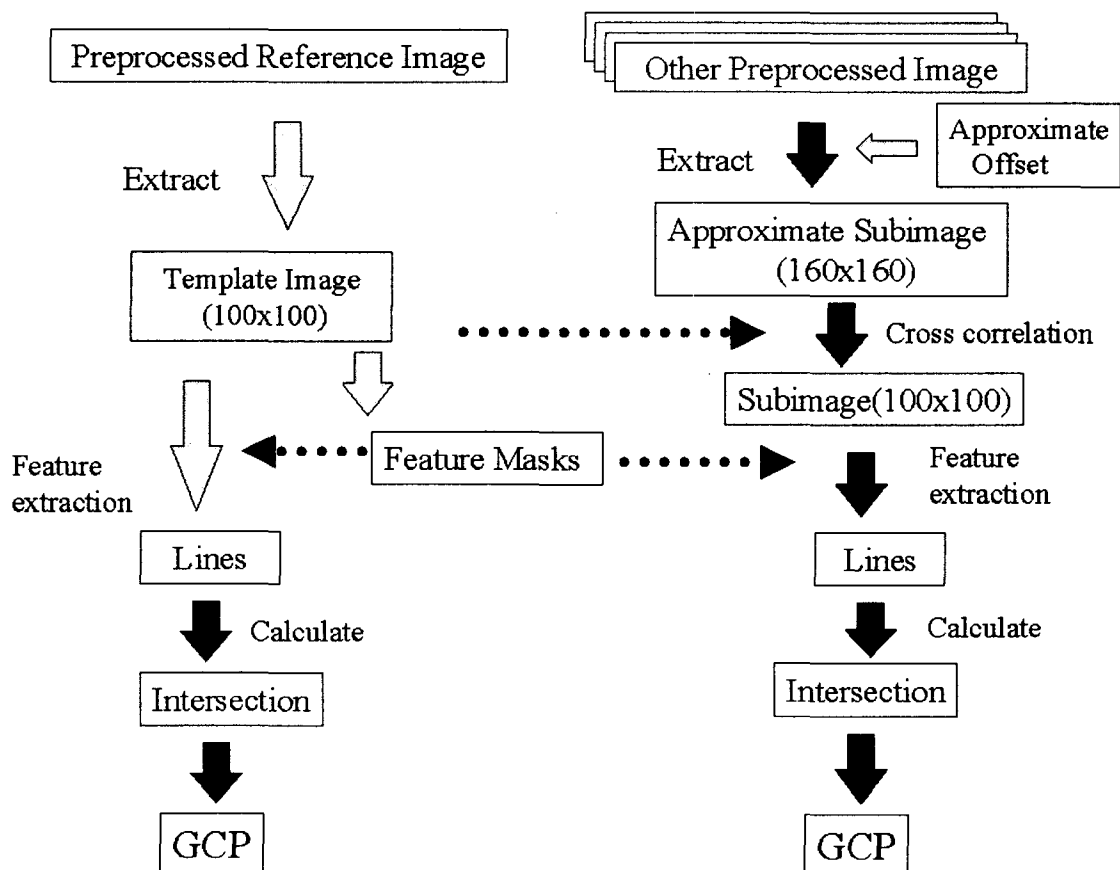 Preprocessed Reference Image
Other Preprocessed Image
Extract
Extract
Approximate
Offset
Template Image
(100x100)
Approximate Subimage
(160x160)
Cross correlation
Subimage(100x100)
Feature
extraction
Feature Masks
Feature
extraction
Lines
Lines
Calculate
Calculate
Intersection
Intersection
GCP
GCP